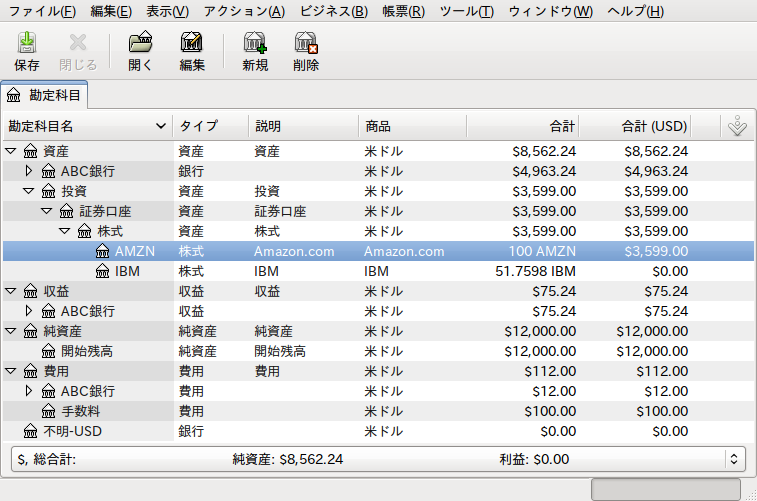 ファイル(F) 編集(E) 表示(V) アクション(A) ビジネス(B) 帳票(R) ツール(T) ウィンドウ(W) ヘルプ(H)
保存 閉じる 開く 編集 新規 削除
勘定科目
勘定科目名 タイプ 説明 商品 合計 合計 (USD)
資産 資産 資産 米ドル $8,562.24 $8,562.24
ABC銀行 銀行 米ドル $4,963.24 $4,963.24
投資 資産 投資 米ドル $3,599.00 $3,599.00
証券口座 資産 証券口座 米ドル $3,599.00 $3,599.00
株式 資産 株式 米ドル $3,599.00 $3,599.00
AMZN 株式 Amazon.com Amazon.com 100 AMZN $3,599.00
IBM 株式 IBM IBM 51.7598 IBM $0.00
収益 収益 収益 米ドル $75.24 $75.24
ABC銀行 収益 米ドル $75.24 $75.24
純資産 純資産 純資産 米ドル $12,000.00 $12,000.00
開始残高 純資産 開始残高 米ドル $12,000.00 $12,000.00
費用 費用 費用 米ドル $112.00 $112.00
ABC銀行 費用 米ドル $12.00 $12.00
手数料 費用 米ドル $100.00 $100.00
不明-USD 銀行 米ドル $0.00 $0.00
$, 総合計: 純資産: $8,562.24 利益: $0.00